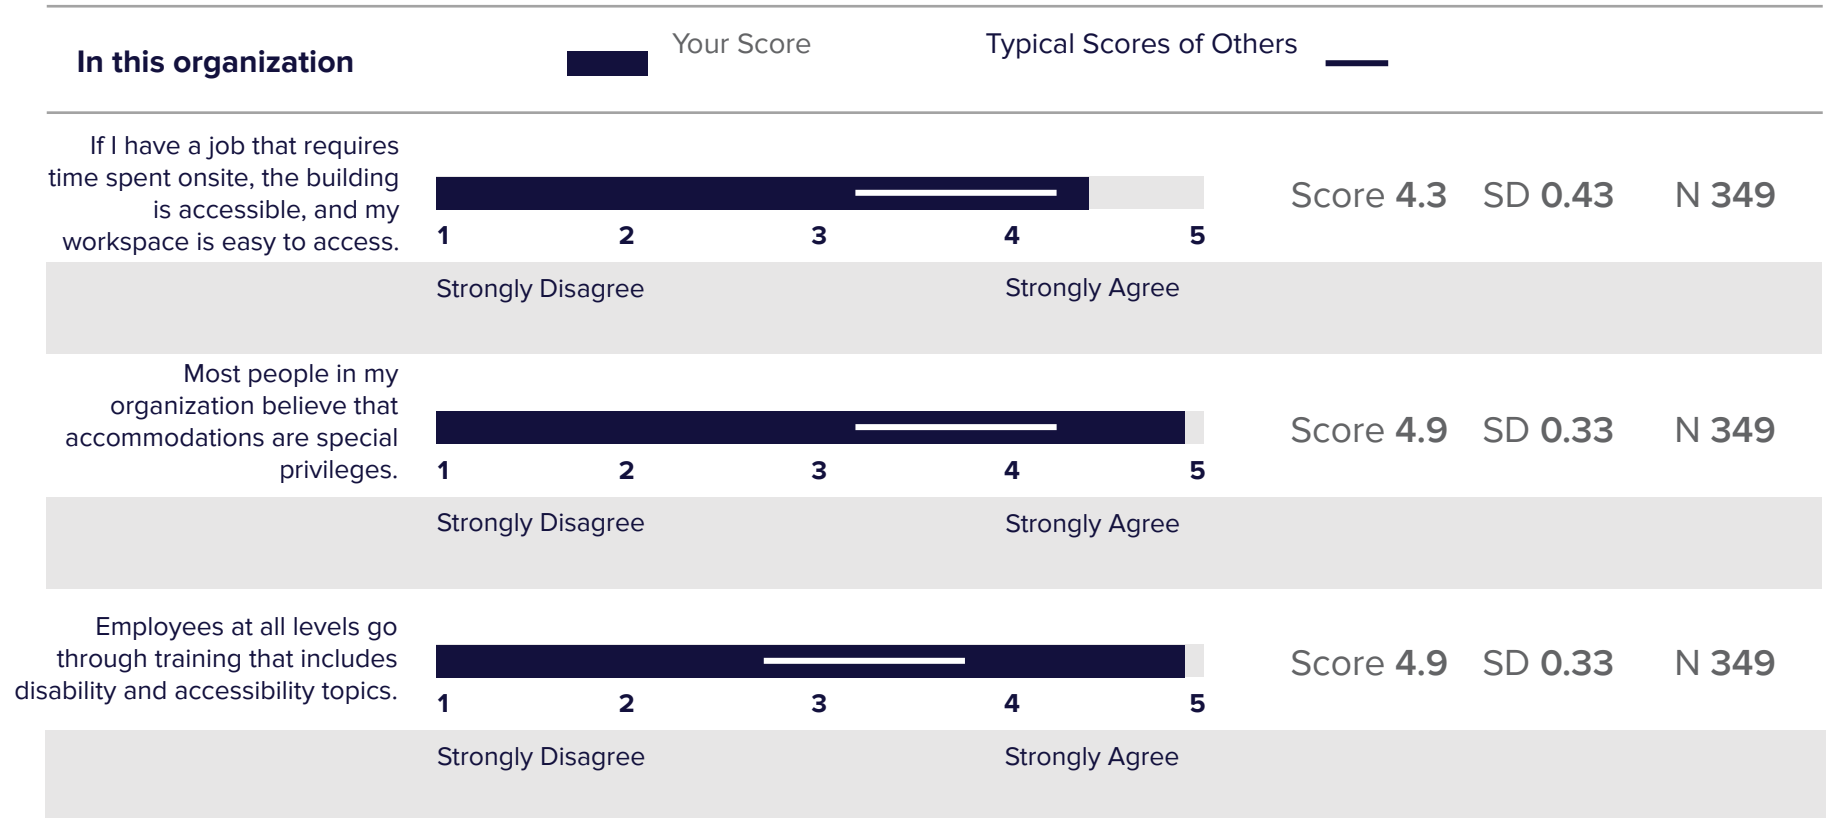 In this organization
Your Score
Typical Scores of Others
If I have a job that requires
time spent onsite, the building
is accessible, and my
workspace is easy to access.
1 2 3 4 5
Score 4.3 SD 0.43 N 349
Strongly Disagree Strongly Agree
Most people in my
organization believe that
accommodations are special
privileges.
1 2 3 4 5
Score 4.9 SD 0.33 N 349
Strongly Disagree Strongly Agree
Employees at all levels go
through training that includes
disability and accessibility topics.
1 2 3 4 5
Score 4.9 SD 0.33 N 349
Strongly Disagree Strongly Agree